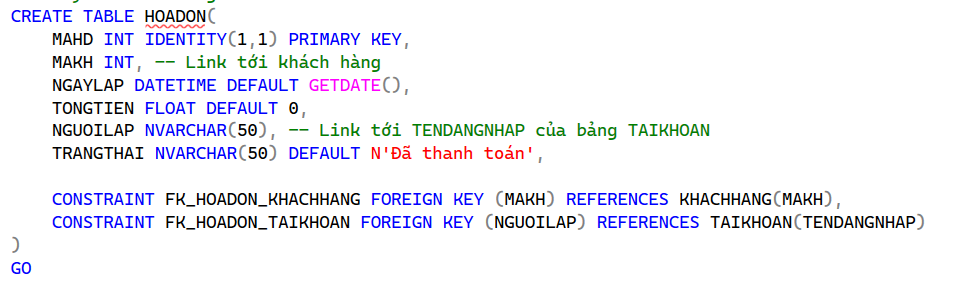 CREATE TABLE HOADON(
    MAHD INT IDENTITY(1,1) PRIMARY KEY,
    MAKH INT, -- Link tới khách hàng
    NGAYLAP DATETIME DEFAULT GETDATE(),
    TONGTIEN FLOAT DEFAULT 0,
    NGUOILAP NVARCHAR(50), -- Link tới TENDANGNHAP của bảng TAIKHOAN
    TRANGTHAI NVARCHAR(50) DEFAULT N'Đã thanh toán',
    CONSTRAINT FK_HOADON_KHACHHANG FOREIGN KEY (MAKH) REFERENCES KHACHHANG(MAKH),
    CONSTRAINT FK_HOADON_TAIKHOAN FOREIGN KEY (NGUOILAP) REFERENCES TAIKHOAN(TENDANGNHAP)
)
GO